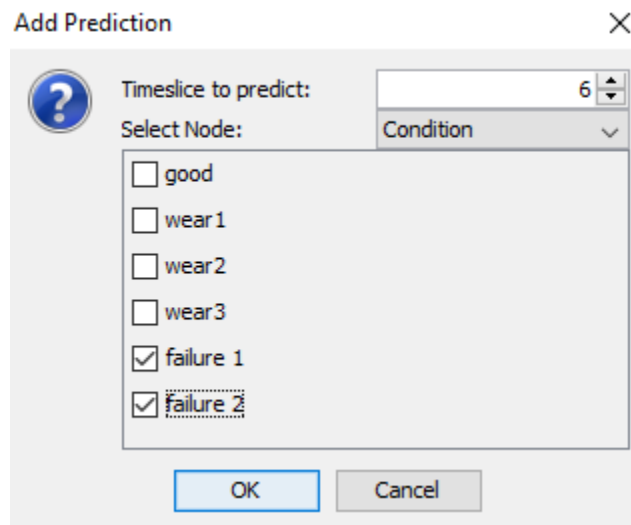 Add Prediction
Timeslice to predict: 6
Select Node: Condition
good
wear1
wear2
wear3
failure 1
failure 2
OK Cancel